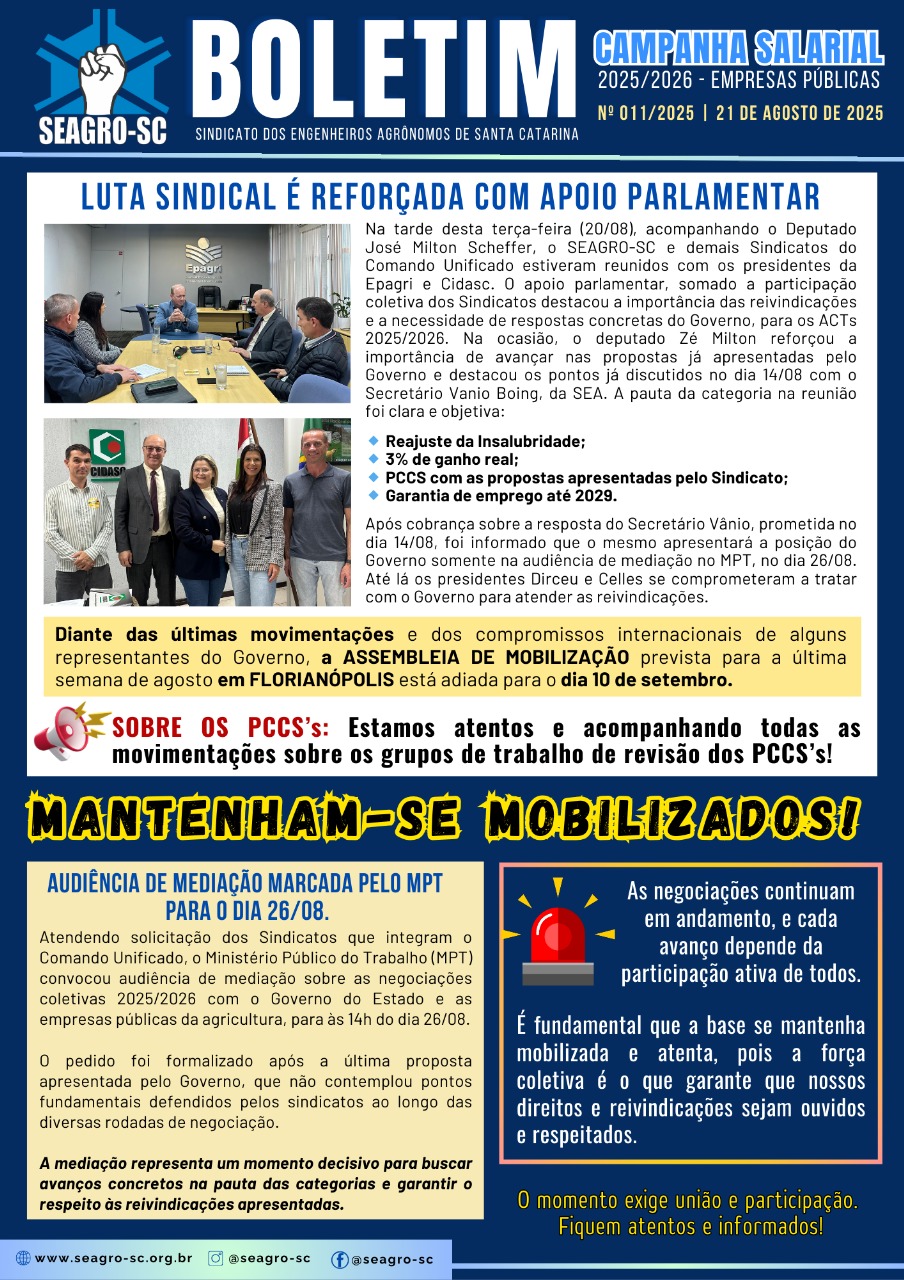 SEAGRO-SC
BOLETIM
SINDICATO DOS ENGENHEIROS AGRÔNOMOS DE SANTA CATARINA
CAMPANHA SALARIAL
2025/2026 - EMPRESAS PÚBLICAS
Nº 011/2025 | 21 DE AGOSTO DE 2025
LUTA SINDICAL É REFORÇADA COM APOIO PARLAMENTAR
Epagri
CIDASC
Na tarde desta terça-feira (20/08), acompanhando o Deputado
José Milton Scheffer, o SEAGRO-SC e demais Sindicatos do
Comando Unificado estiveram reunidos com os presidentes da
Epagri e Cidasc. O apoio parlamentar, somado a participação
coletiva dos Sindicatos destacou a importância das reivindicações
e a necessidade de respostas concretas do Governo, para os ACTs
2025/2026. Na ocasião, o deputado Zé Milton reforçou a
importância de avançar nas propostas já apresentadas pelo
Governo e destacou os pontos já discutidos no dia 14/08 com o
Secretário Vanio Boing, da SEA. A pauta da categoria na reunião
foi clara e objetiva:
Reajuste da Insalubridade;
3% de ganho real;
PCCS com as propostas apresentadas pelo Sindicato;
Garantia de emprego até 2029.
Após cobrança sobre a resposta do Secretário Vânio, prometida no
dia 14/08, foi informado que o mesmo apresentará a posição do
Governo somente na audiência de mediação no MPT, no dia 26/08.
Até lá os presidentes Dirceu e Celles se comprometeram a tratar
com o Governo para atender as reivindicações.
Diante das últimas movimentações e dos compromissos internacionais de alguns
representantes do Governo, a ASSEMBLEIA DE MOBILIZAÇÃO prevista para a última
semana de agosto em FLORIANÓPOLIS está adiada para o dia 10 de setembro.
SOBRE OS PCCS's: Estamos atentos e acompanhando todas as
movimentações sobre os grupos de trabalho de revisão dos PCCS's!
MANTENHAM-SE MOBILIZADOS!
AUDIÊNCIA DE MEDIAÇÃO MARCADA PELO MPT
PARA O DIA 26/08.
Atendendo solicitação dos Sindicatos que integram o
Comando Unificado, o Ministério Público do Trabalho (MPT)
convocou audiência de mediação sobre as negociações
coletivas 2025/2026 com o Governo do Estado e as
empresas públicas da agricultura, para às 14h do dia 26/08.
O pedido foi formalizado após a última proposta
apresentada pelo Governo, que não contemplou pontos
fundamentais defendidos pelos sindicatos ao longo das
diversas rodadas de negociação.
A mediação representa um momento decisivo para buscar
avanços concretos na pauta das categorias e garantir o
respeito às reivindicações apresentadas.
As negociações continuam
em andamento, e cada
avanço depende da
participação ativa de todos.
É fundamental que a base se mantenha
mobilizada e atenta, pois a força
coletiva é o que garante que nossos
direitos e reivindicações sejam ouvidos
e respeitados.
O momento exige união e participação.
Fiquem atentos e informados!
www.seagro-sc.org.br @seagro-sc @seagro-sc